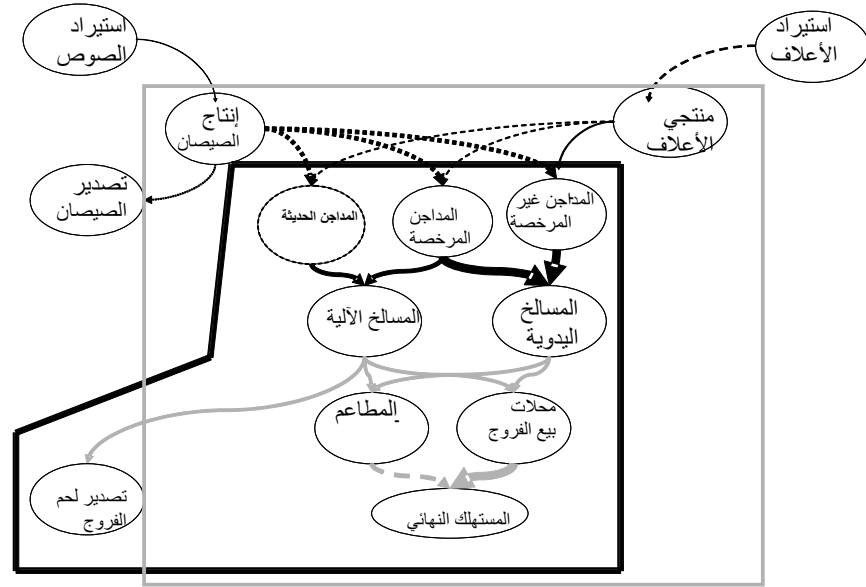 استيراد
الصوص
استيراد
الأعلاف
إنتاج
الصيصان
منتجي
الأعلاف
تصدير
الصيصان
المداجن الحديثة
المداجن
المرخصة
المداجن غير
المرخصة
المسالخ الآلية
المسالخ
اليدوية
المطاعم
محلات
بيع الفروج
تصدير لحم
الفروج
المستهلك النهائي